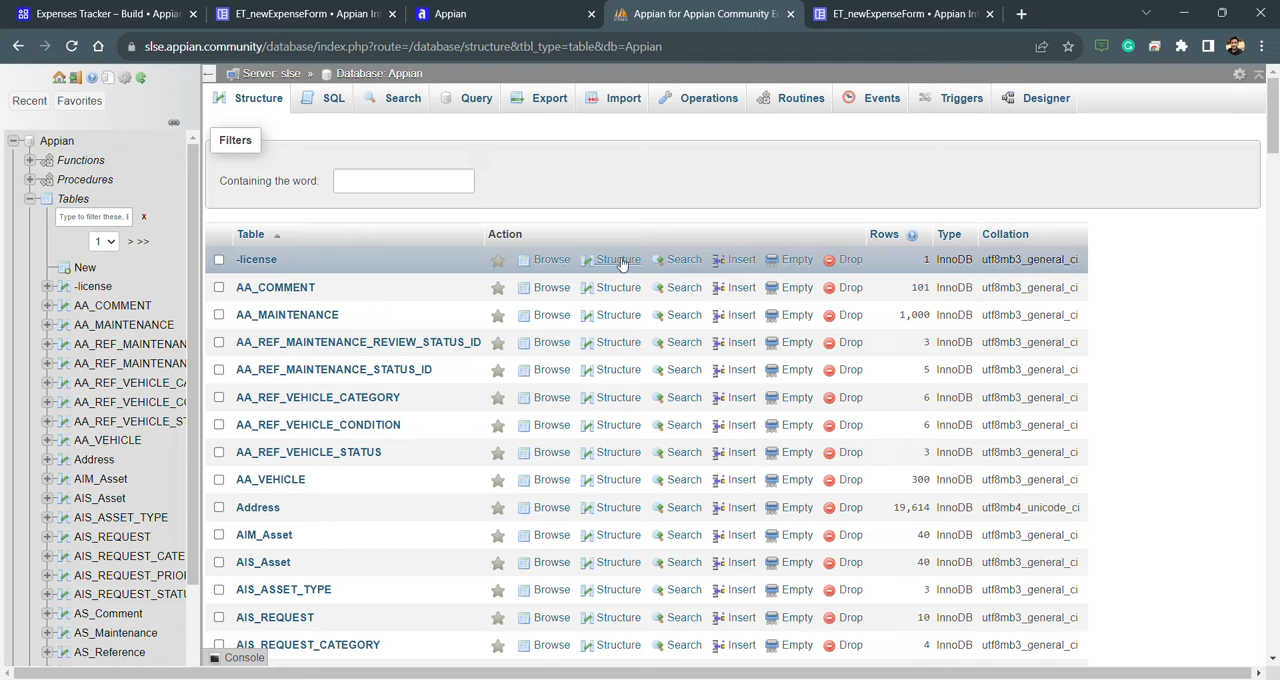 Expenses Tracker – Build • Appian
ET_newExpenseForm • Appian In
Appian
Appian for Appian Community E
ET_newExpenseForm • Appian In
slse.appian.community/database/index.php?route=/database/structure&tbl_type=table&db=Appian
Server: slse » Database: Appian
Recent Favorites
Structure SQL Search Query Export Import Operations Routines Events Triggers Designer
Appian
Functions
Procedures
Tables
Type to filter these, E x
1 > >>
New
-license
AA_COMMENT
AA_MAINTENANCE
AA_REF_MAINTENAN
AA_REF_MAINTENAN
AA_REF_VEHICLE_CA
AA_REF_VEHICLE_CO
AA_REF_VEHICLE_ST
AA_VEHICLE
Address
AIM_Asset
AIS_Asset
AIS_ASSET_TYPE
AIS_REQUEST
AIS_REQUEST_CATE
AIS_REQUEST_PRIOR
AIS_REQUEST_STATU
AS_Comment
AS_Maintenance
AS_Reference
Filters
Containing the word:
Table Action Rows Type Collation
-license Browse Structure Search Insert Empty Drop 1 InnoDB utf8mb3_general_ci
AA_COMMENT Browse Structure Search Insert Empty Drop 101 InnoDB utf8mb3_general_ci
AA_MAINTENANCE Browse Structure Search Insert Empty Drop 1,000 InnoDB utf8mb3_general_ci
AA_REF_MAINTENANCE_REVIEW_STATUS_ID Browse Structure Search Insert Empty Drop 3 InnoDB utf8mb3_general_ci
AA_REF_MAINTENANCE_STATUS_ID Browse Structure Search Insert Empty Drop 5 InnoDB utf8mb3_general_ci
AA_REF_VEHICLE_CATEGORY Browse Structure Search Insert Empty Drop 6 InnoDB utf8mb3_general_ci
AA_REF_VEHICLE_CONDITION Browse Structure Search Insert Empty Drop 6 InnoDB utf8mb3_general_ci
AA_REF_VEHICLE_STATUS Browse Structure Search Insert Empty Drop 3 InnoDB utf8mb3_general_ci
AA_VEHICLE Browse Structure Search Insert Empty Drop 300 InnoDB utf8mb3_general_ci
Address Browse Structure Search Insert Empty Drop 19,614 InnoDB utf8mb4_unicode_ci
AIM_Asset Browse Structure Search Insert Empty Drop 40 InnoDB utf8mb3_general_ci
AIS_Asset Browse Structure Search Insert Empty Drop 40 InnoDB utf8mb3_general_ci
AIS_ASSET_TYPE Browse Structure Search Insert Empty Drop 3 InnoDB utf8mb3_general_ci
AIS_REQUEST Browse Structure Search Insert Empty Drop 10 InnoDB utf8mb3_general_ci
AIS_REQUEST_CATEGORY Browse Structure Search Insert Empty Drop 4 InnoDB utf8mb3_general_ci
Console